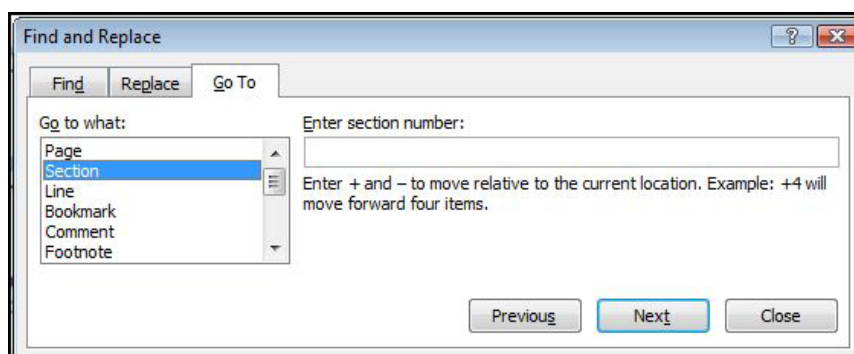 Find and Replace
Find
Replace
Go To
Go to what:
Page
Section
Line
Bookmark
Comment
Footnote
Enter section number:
Enter + and – to move relative to the current location. Example: +4 will
move forward four items.
Previous
Next
Close